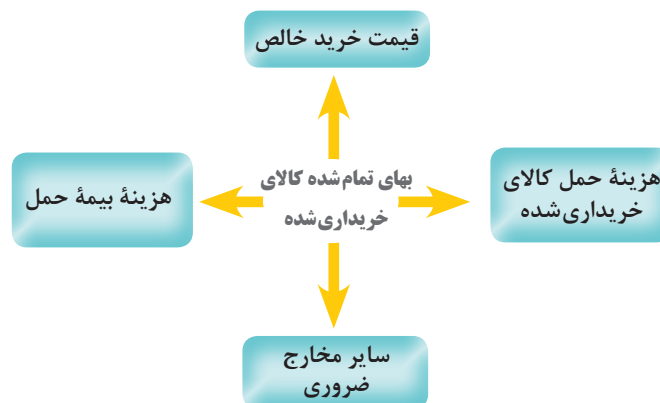 قیمت خرید خالص
هزینهٔ حمل کالای
خریداری‌شده
بهای تمام‌شده کالای
خریداری‌شده
هزینهٔ بیمهٔ حمل
سایر مخارج
ضروری